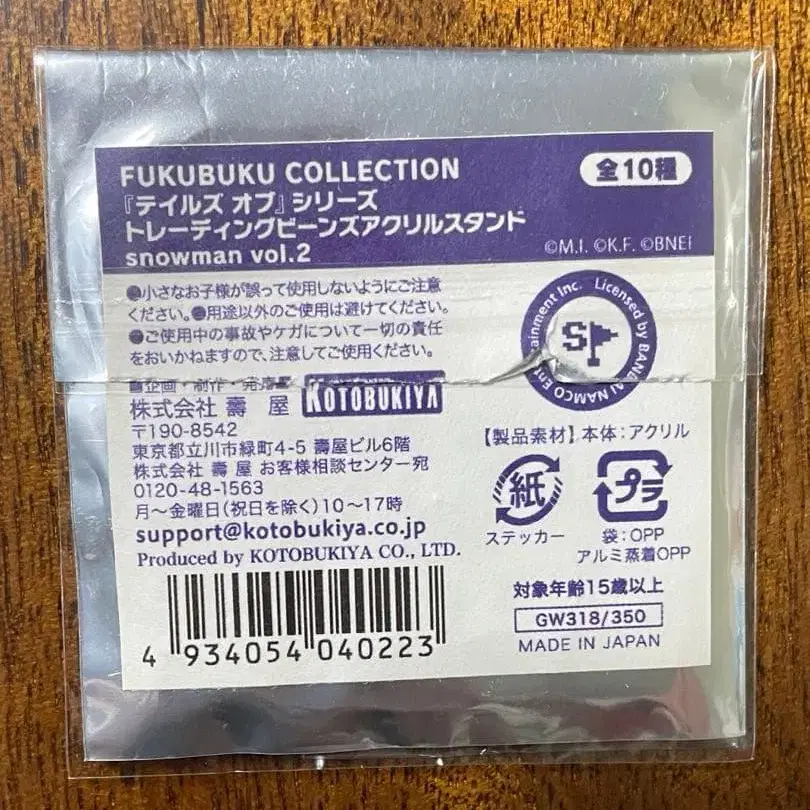 FUKUBUKU COLLECTION
全10種
『テイルズ オブ』シリーズ
トレーディングビーンズアクリルスタンド
snowman vol.2
©M.I. ©K.F. ©BNEI
●小さなお子様が誤って使用しないようにご注意
ください。●用途以外のご使用は避けてください。
●ご使用中の事故やケガについて一切の責任
をおいかねますので、注意してご使用ください。
■企画・制作・発売元
株式会社 壽 屋 KOTOBUKIYA
〒190-8542
東京都立川市緑町4-5 壽屋ビル6階
株式会社 壽 屋 お客様相談センター宛
0120-48-1563
月～金曜日(祝日を除く)10～17時
support@kotobukiya.co.jp
Produced by KOTOBUKIYA CO., LTD.
4 934054 040223
Licensed by BANDAI NAMCO Entertainment Inc.
S
【製品素材】本体：アクリル
紙
ステッカー
プラ
袋：OPP
アルミ蒸着OPP
対象年齢15歳以上
GW318/350
MADE IN JAPAN